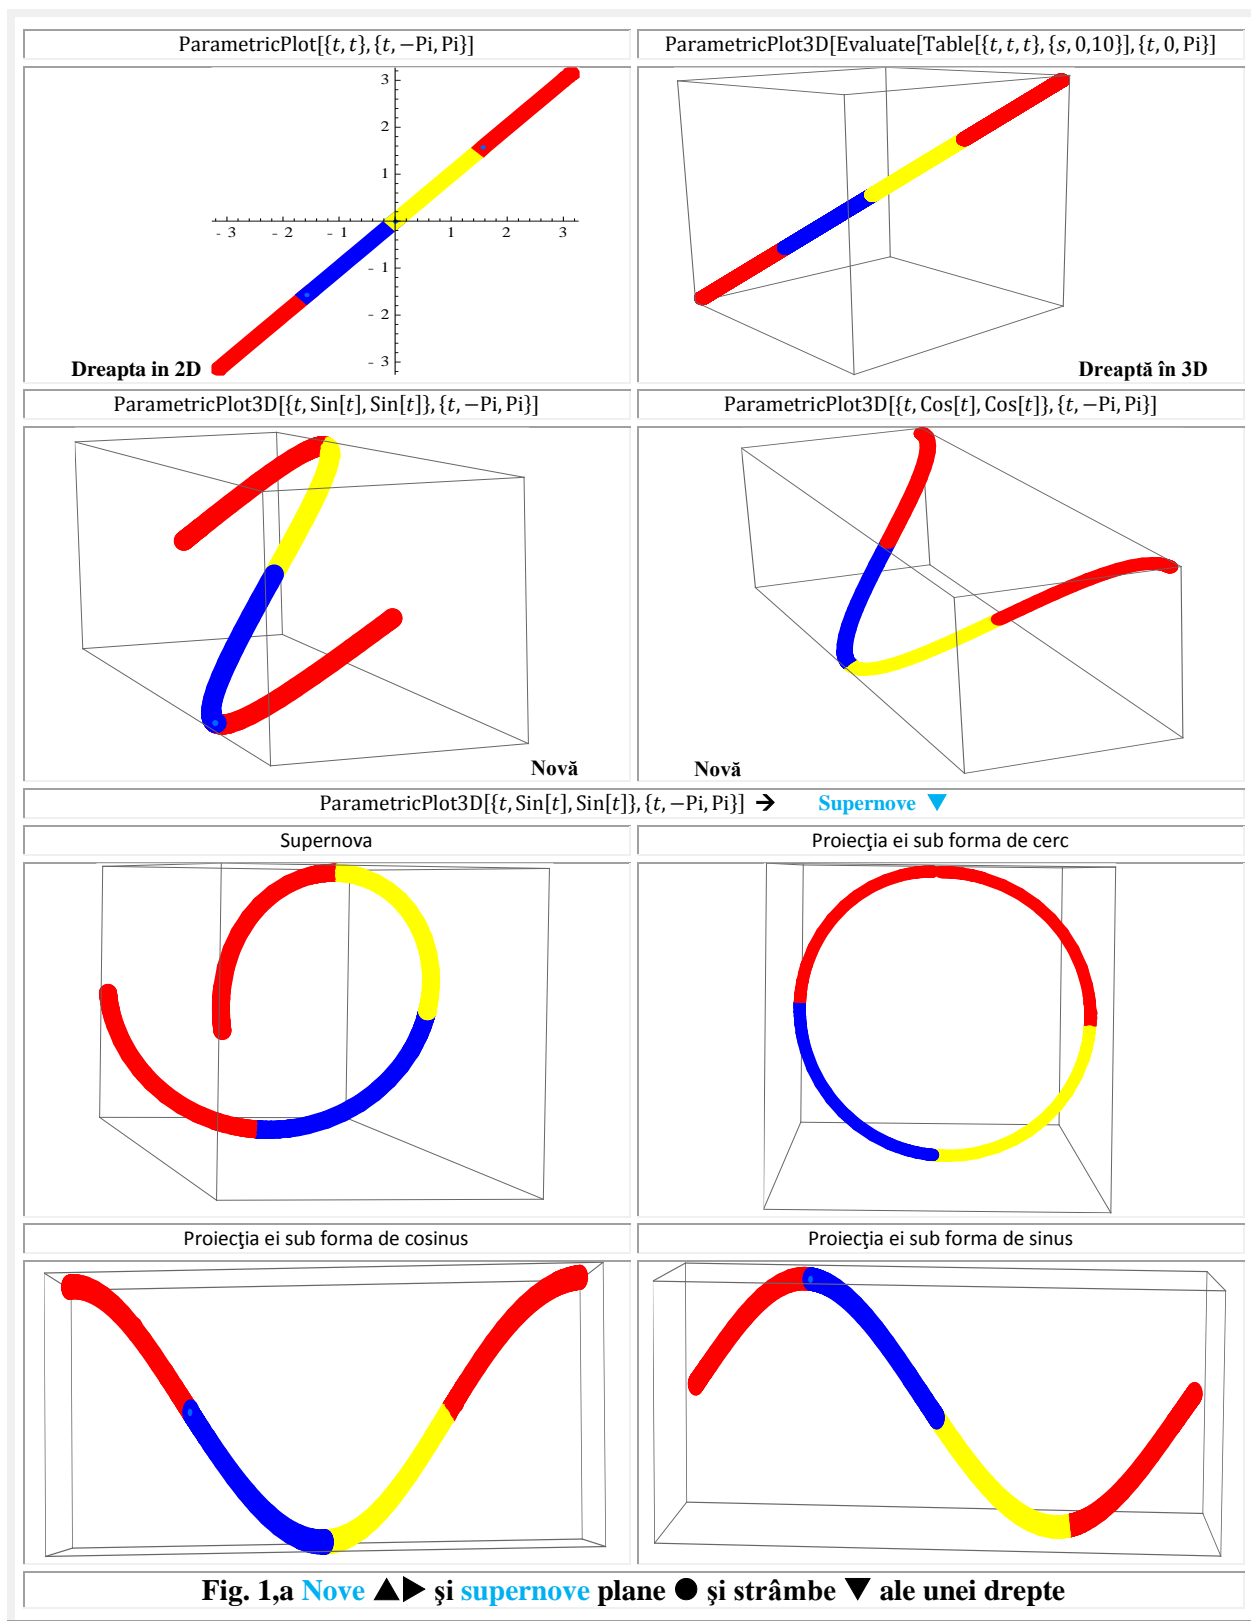 ParametricPlot[{t, t}, {t, −Pi, Pi}]
ParametricPlot3D[Evaluate[Table[{t, t, t}, {s, 0,10}], {t, 0, Pi}]
3
2
1
- 3 - 2 - 1 1 2 3
- 1
- 2
- 3
Dreapta in 2D
Dreaptă în 3D
ParametricPlot3D[{t, Sin[t], Sin[t]}, {t, −Pi, Pi}]
ParametricPlot3D[{t, Cos[t], Cos[t]}, {t, −Pi, Pi}]
Novă
Novă
ParametricPlot3D[{t, Sin[t], Sin[t]}, {t, −Pi, Pi}] → Supernove ▼
Supernova
Proiecţia ei sub forma de cerc
Proiecţia ei sub forma de cosinus
Proiecţia ei sub forma de sinus
Fig. 1,a Nove ▲► şi supernove plane ● şi strâmbe ▼ ale unei drepte